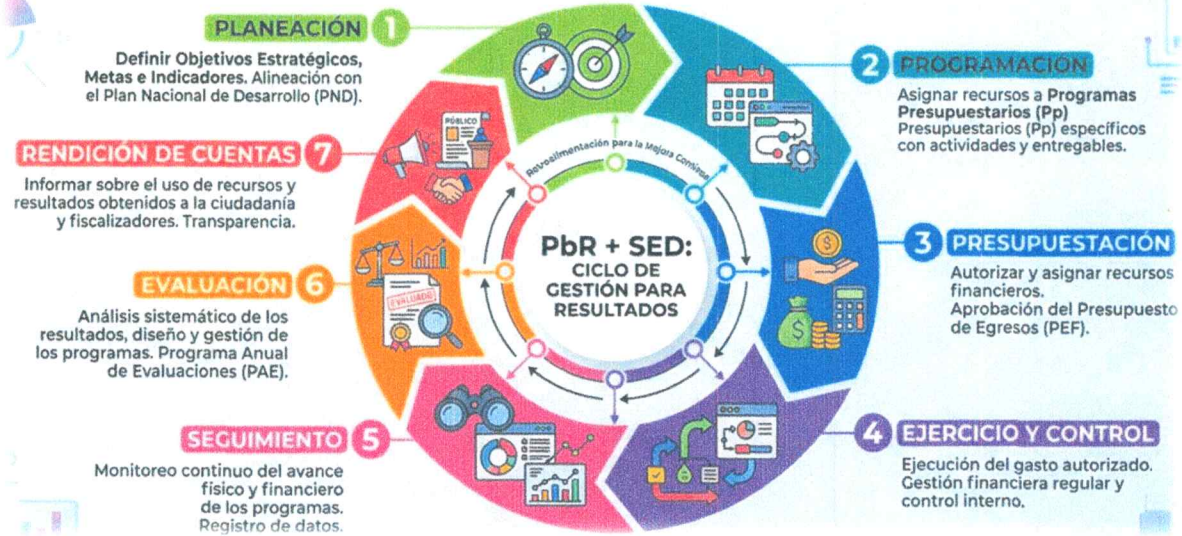 PLANEACIÓN 1
Definir Objetivos Estratégicos,
Metas e Indicadores. Alineación con
el Plan Nacional de Desarrollo (PND).
2 PROGRAMACIÓN
Asignar recursos a Programas
Presupuestarios (Pp)
Presupuestarios (Pp) específicos
con actividades y entregables.
3 PRESUPUESTACIÓN
Autorizar y asignar recursos
financieros.
Aprobación del Presupuesto
de Egresos (PEF).
4 EJERCICIO Y CONTROL
Ejecución del gasto autorizado.
Gestión financiera regular y
control interno.
SEGUIMIENTO 5
Monitoreo continuo del avance
físico y financiero
de los programas.
Registro de datos.
EVALUACIÓN 6
Análisis sistemático de los
resultados, diseño y gestión de
los programas. Programa Anual
de Evaluaciones (PAE).
RENDICIÓN DE CUENTAS 7
Informar sobre el uso de recursos y
resultados obtenidos a la ciudadanía
y fiscalizadores. Transparencia.
PÚBLICO
EVALUADO
Retroalimentación para la Mejora Continua
PbR + SED:
CICLO DE
GESTIÓN PARA
RESULTADOS